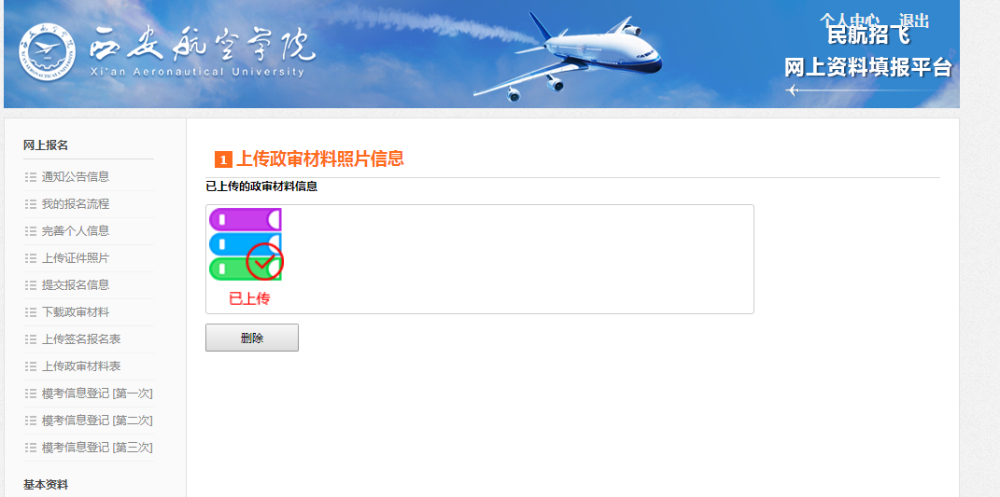 西安航空学院
Xi'an Aeronautical University
个人中心 退出
民航招飞
网上资料填报平台
网上报名
通知公告信息
我的报名流程
完善个人信息
上传证件照片
提交报名信息
下载政审材料
上传签名报名表
上传政审材料表
模考信息登记 [第一次]
模考信息登记 [第二次]
模考信息登记 [第三次]
基本资料
1 上传政审材料照片信息
已上传的政审材料信息
已上传
删除